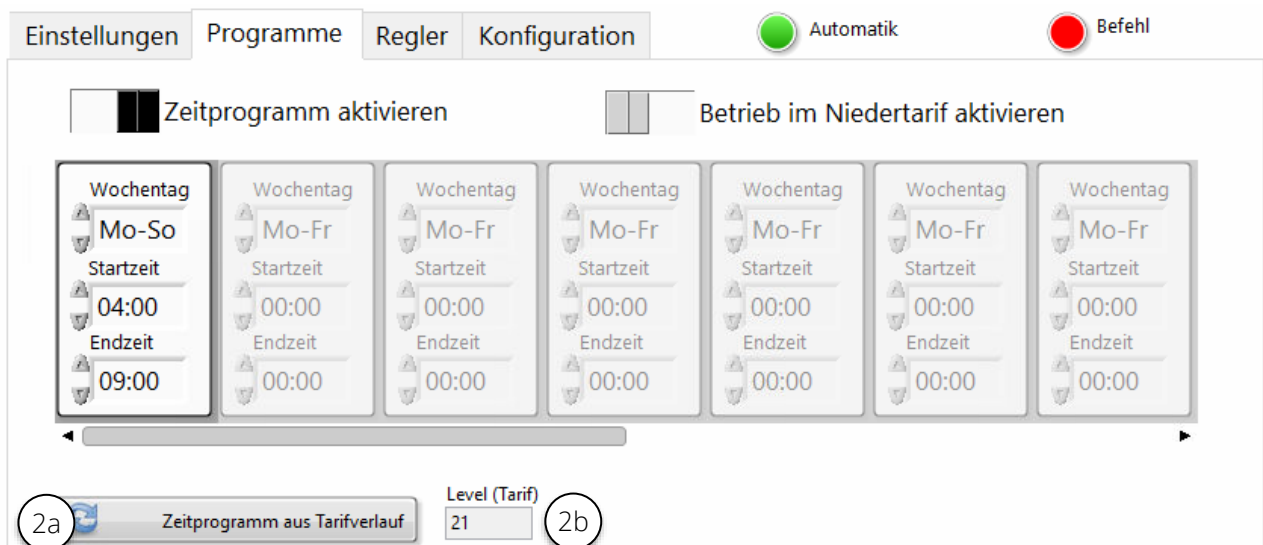 Einstellungen Programme Regler Konfiguration Automatik Befehl
Zeitprogramm aktivieren Betrieb im Niedertarif aktivieren
Wochentag Wochentag Wochentag Wochentag Wochentag Wochentag Wochentag
Mo-So Mo-Fr Mo-Fr Mo-Fr Mo-Fr Mo-Fr Mo-Fr
Startzeit Startzeit Startzeit Startzeit Startzeit Startzeit Startzeit
04:00 00:00 00:00 00:00 00:00 00:00 00:00
Endzeit Endzeit Endzeit Endzeit Endzeit Endzeit Endzeit
09:00 00:00 00:00 00:00 00:00 00:00 00:00
Level (Tarif)
2a Zeitprogramm aus Tarifverlauf 21 2b